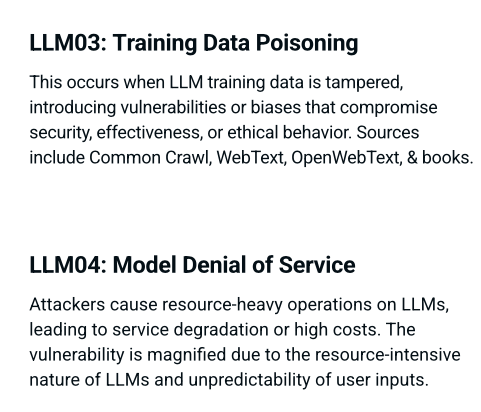 LLM03: Training Data Poisoning
This occurs when LLM training data is tampered,
introducing vulnerabilities or biases that compromise
security, effectiveness, or ethical behavior. Sources
include Common Crawl, WebText, OpenWebText, & books.
LLM04: Model Denial of Service
Attackers cause resource-heavy operations on LLMs,
leading to service degradation or high costs. The
vulnerability is magnified due to the resource-intensive
nature of LLMs and unpredictability of user inputs.